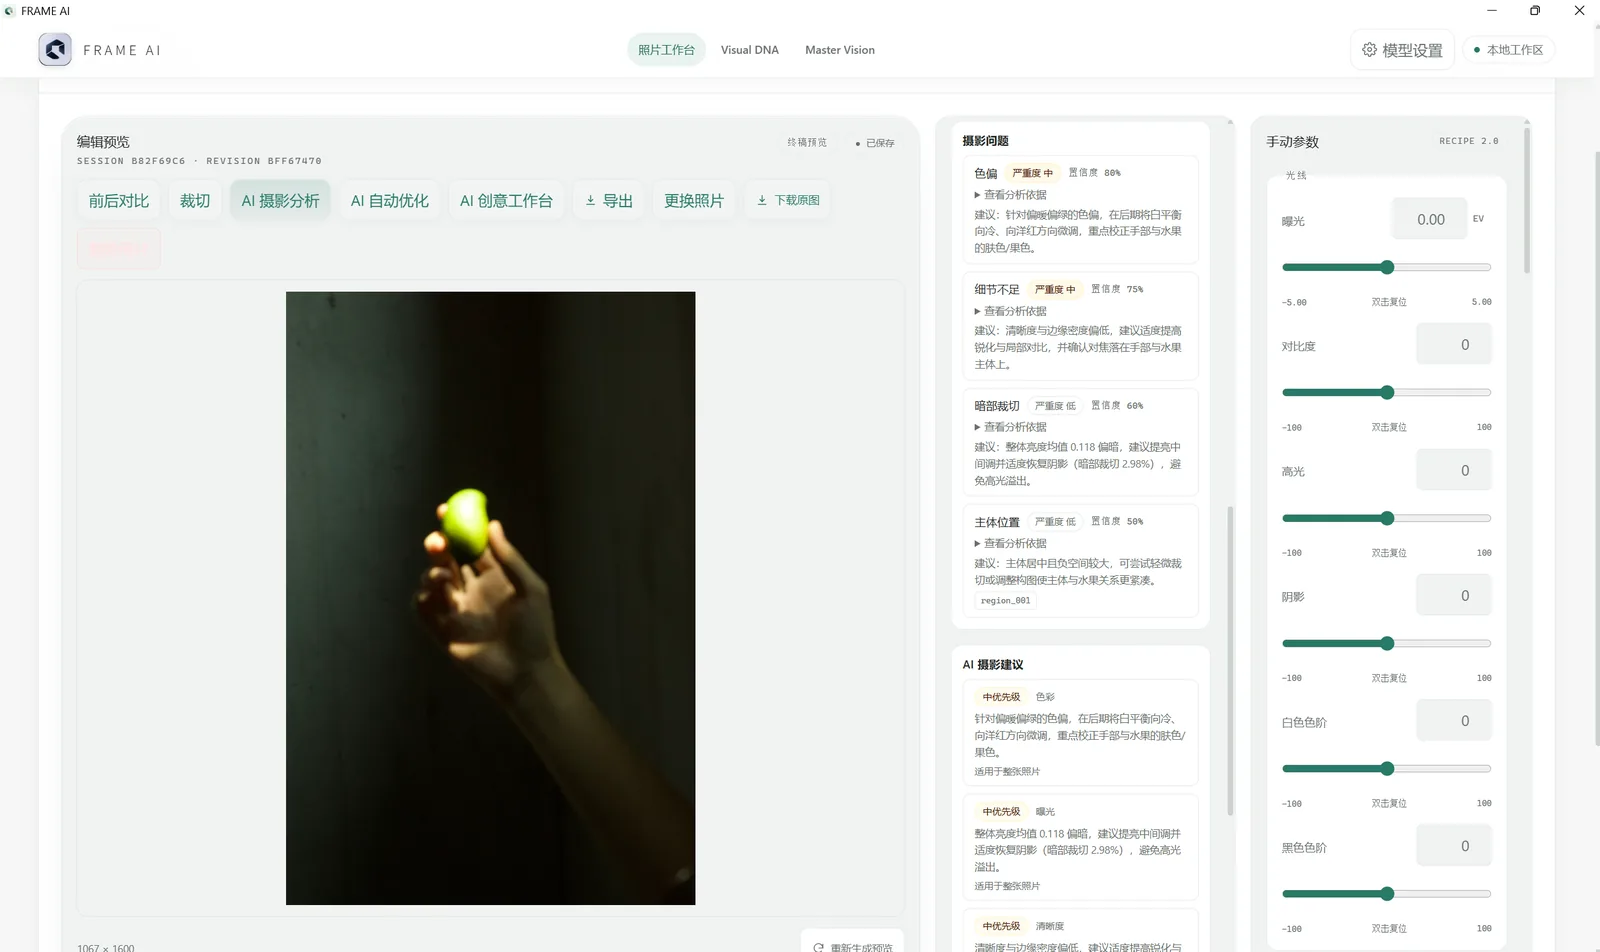 FRAME AI
FRAME AI
照片工作台
Visual DNA
Master Vision
模型设置
本地工作区
编辑预览
SESSION B82F69C6 · REVISION BFF67470
终稿预览
已保存
前后对比
裁切
AI 摄影分析
AI 自动优化
AI 创意工作台
导出
更换照片
下载原图
1067 × 1600
重新生成预览
摄影问题
色偏 严重度 中 置信度 80%
查看分析依据
建议：针对偏暖偏绿的色偏，在后期将白平衡
向冷、向洋红方向微调，重点校正手部与水果
的肤色/果色。
细节不足 严重度 中 置信度 75%
查看分析依据
建议：清晰度与边缘密度偏低，建议适度提高
锐化与局部对比，并确认对焦落在手部与水果
主体上。
暗部裁切 严重度 低 置信度 60%
查看分析依据
建议：整体亮度均值 0.118 偏暗，建议提亮中
间调并适度恢复阴影（暗部裁切 2.98%），避
免高光溢出。
主体位置 严重度 低 置信度 50%
查看分析依据
建议：主体居中且负空间较大，可尝试轻微裁
切或调整构图使主体与水果关系更紧凑。
region_001
AI 摄影建议
中优先级 色彩
针对偏暖偏绿的色偏，在后期将白平衡向冷、
向洋红方向微调，重点校正手部与水果的肤色/
果色。
适用于整张照片
中优先级 曝光
整体亮度均值 0.118 偏暗，建议提亮中间调并
适度恢复阴影（暗部裁切 2.98%），避免高光
溢出。
适用于整张照片
中优先级 清晰度
清晰度与边缘密度偏低，建议适度提高锐化与
手动参数
RECIPE 2.0
光线
曝光 0.00 EV
-5.00 双击复位 5.00
对比度 0
-100 双击复位 100
高光 0
-100 双击复位 100
阴影 0
-100 双击复位 100
白色色阶 0
-100 双击复位 100
黑色色阶 0
-100 双击复位 100